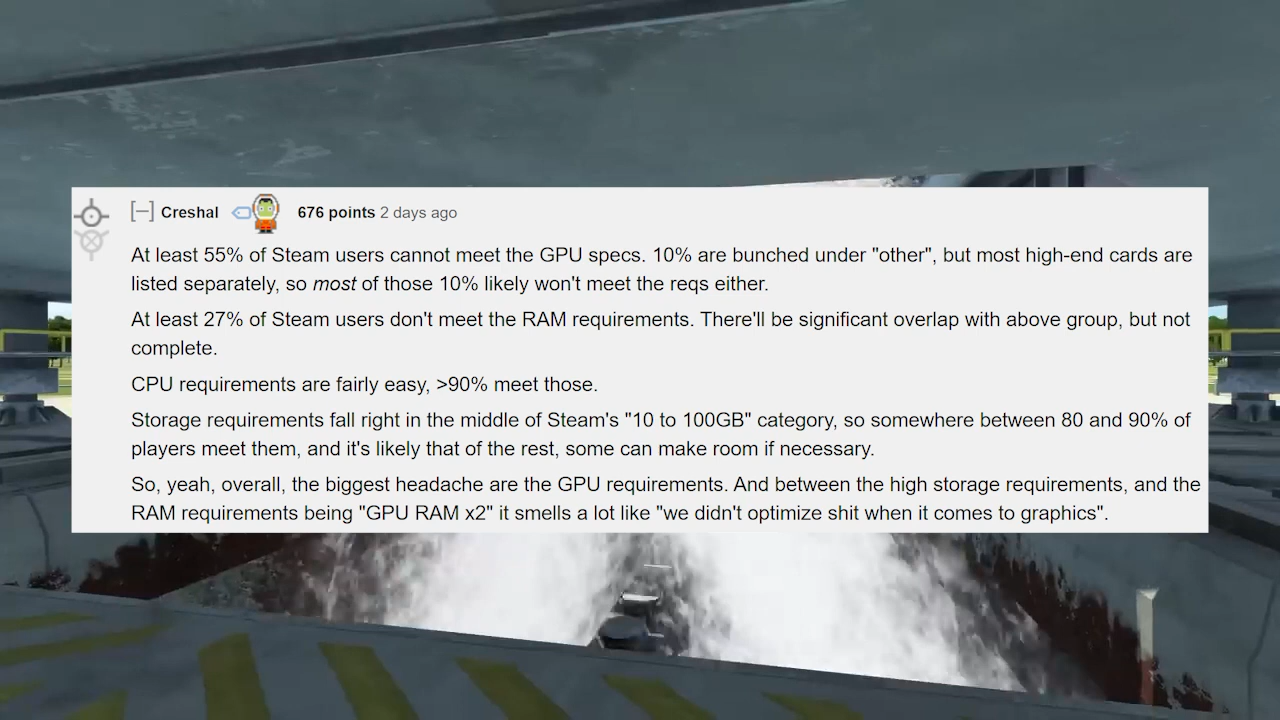 [—] Creshal 676 points 2 days ago
At least 55% of Steam users cannot meet the GPU specs. 10% are bunched under "other", but most high-end cards are
listed separately, so most of those 10% likely won't meet the reqs either.
At least 27% of Steam users don't meet the RAM requirements. There'll be significant overlap with above group, but not
complete.
CPU requirements are fairly easy, >90% meet those.
Storage requirements fall right in the middle of Steam's "10 to 100GB" category, so somewhere between 80 and 90% of
players meet them, and it's likely that of the rest, some can make room if necessary.
So, yeah, overall, the biggest headache are the GPU requirements. And between the high storage requirements, and the
RAM requirements being "GPU RAM x2" it smells a lot like "we didn't optimize shit when it comes to graphics".